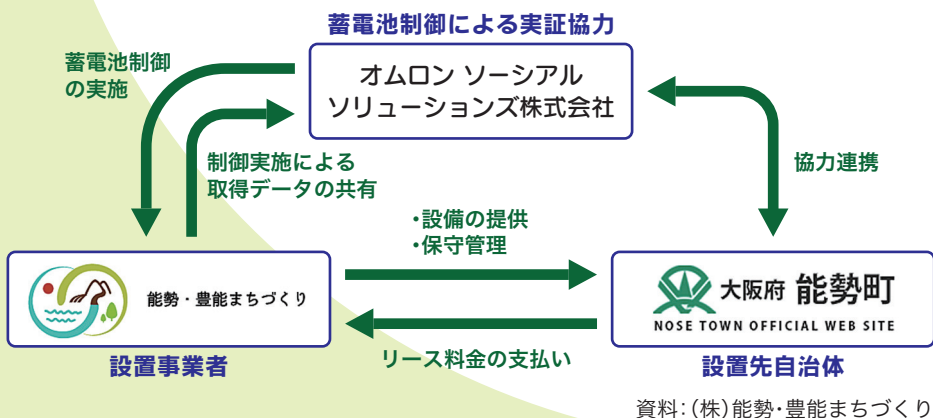 蓄電池制御による実証協力
オムロン ソーシアル
ソリューションズ株式会社
蓄電池制御
の実施
制御実施による
取得データの共有
協力連携
・設備の提供
・保守管理
能勢・豊能まちづくり
設置事業者
リース料金の支払い
大阪府 能勢町
NOSE TOWN OFFICIAL WEB SITE
設置先自治体
資料：(株)能勢・豊能まちづくり